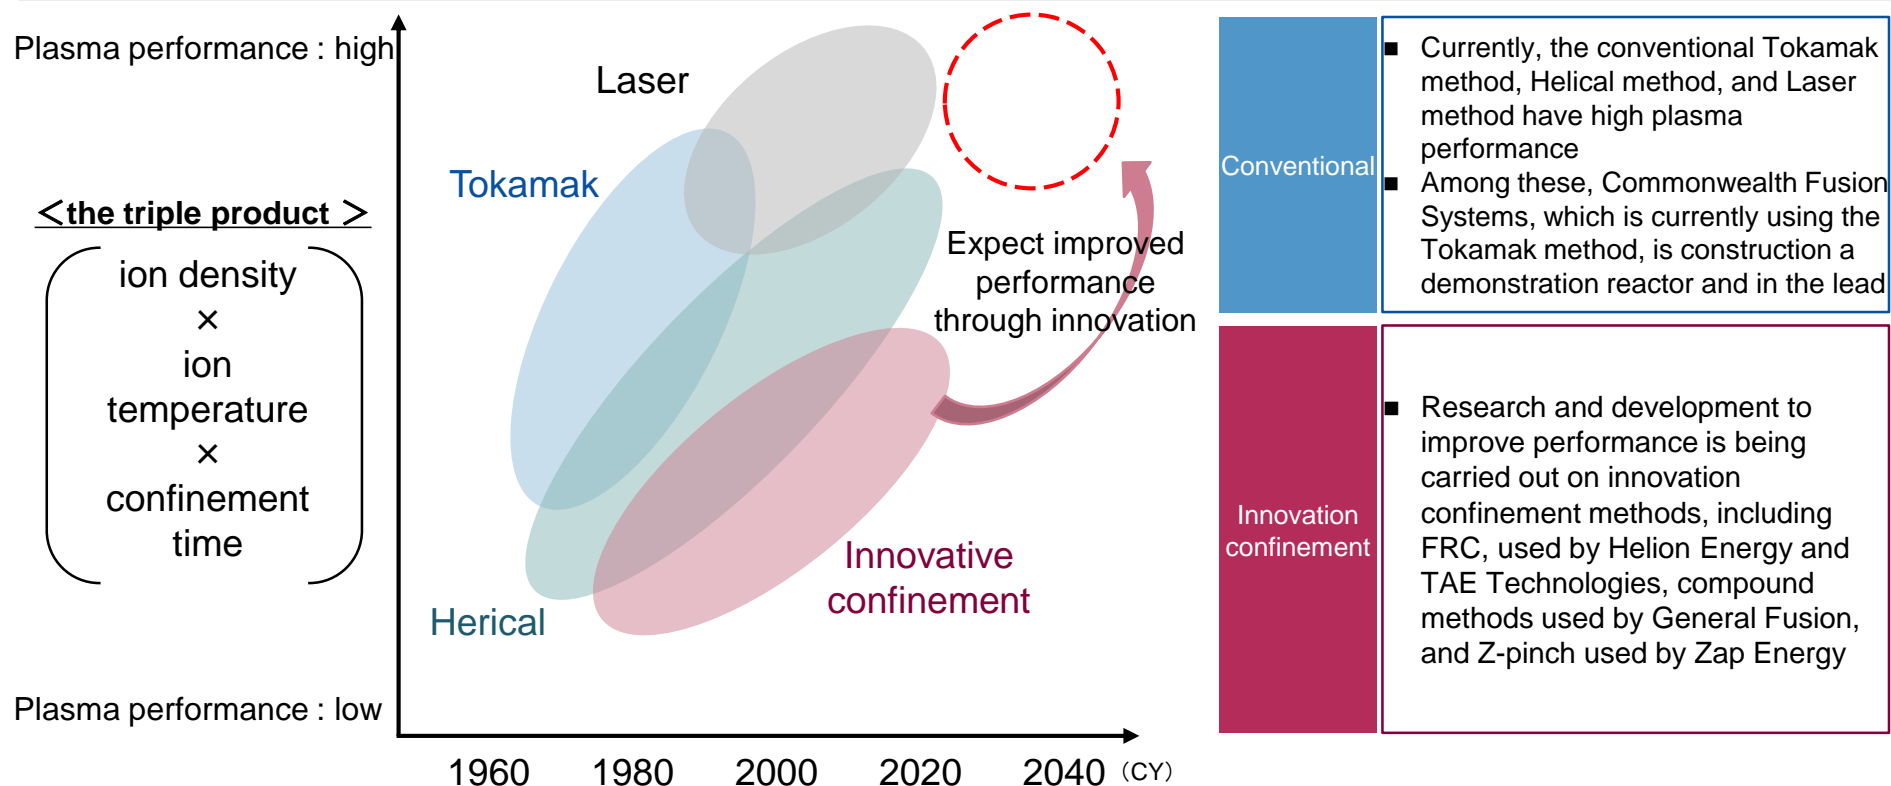 Plasma performance : high
<the triple product >
ion density
×
ion
temperature
×
confinement
time
Plasma performance : low
Laser
Tokamak
Herical
Innovative
confinement
Expect improved
performance
through innovation
1960
1980
2000
2020
2040
（CY）
Conventional
■ Currently, the conventional Tokamak
method, Helical method, and Laser
method have high plasma
performance
■ Among these, Commonwealth Fusion
Systems, which is currently using the
Tokamak method, is construction a
demonstration reactor and in the lead
Innovation
confinement
■ Research and development to
improve performance is being
carried out on innovation
confinement methods, including
FRC, used by Helion Energy and
TAE Technologies, compound
methods used by General Fusion,
and Z-pinch used by Zap Energy